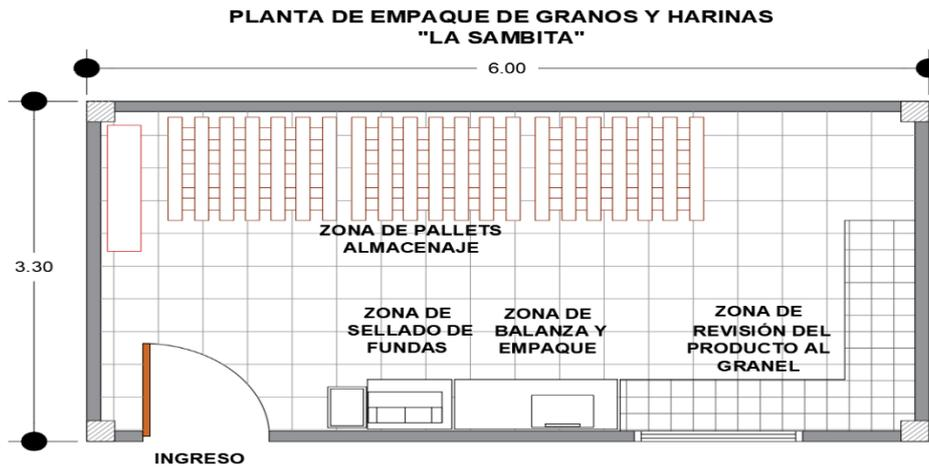 PLANTA DE EMPAQUE DE GRANOS Y HARINAS
"LA SAMBITA"
6.00
3.30
ZONA DE PALLETS
ALMACENAJE
ZONA DE
SELLADO DE
FUNDAS
ZONA DE
BALANZA Y
EMPAQUE
ZONA DE
REVISIÓN DEL
PRODUCTO AL
GRANEL
INGRESO